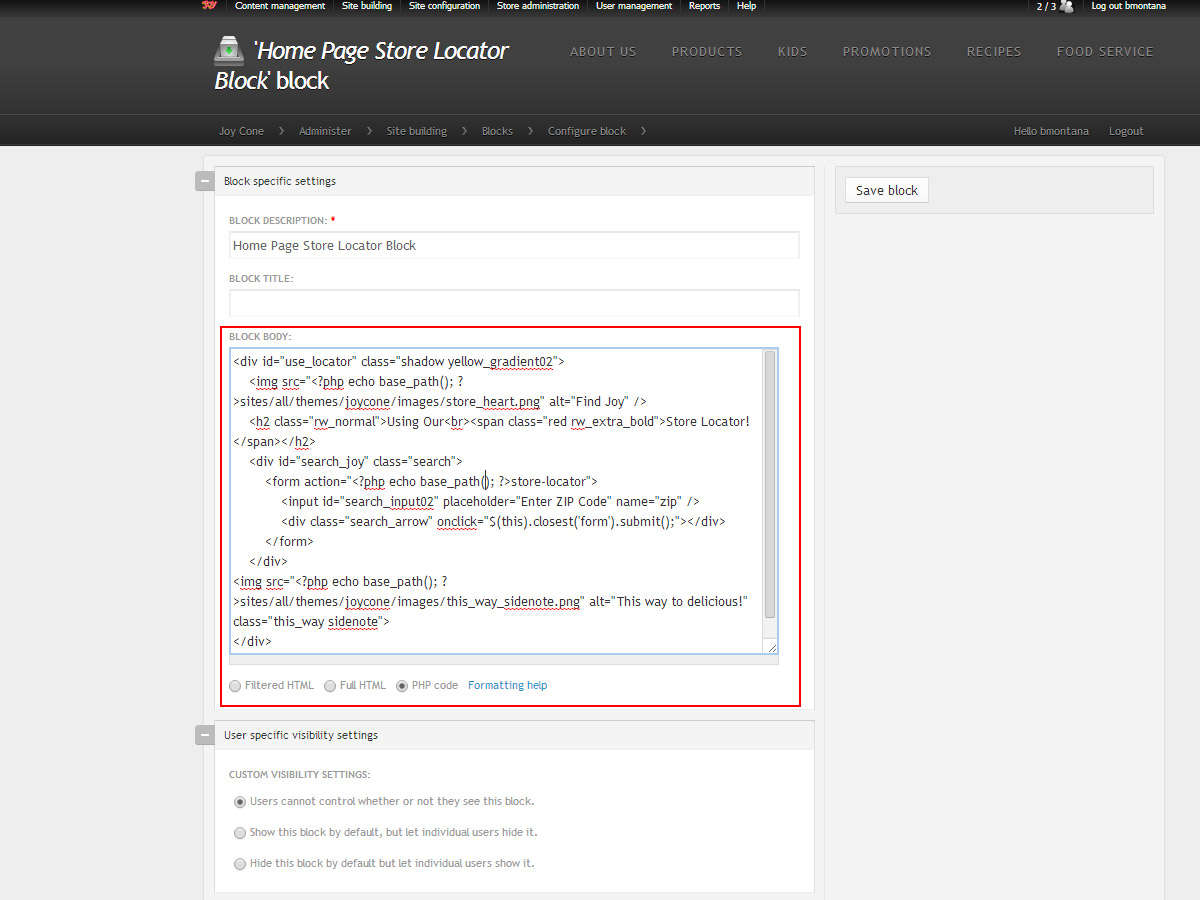 JOY Content management Site building Site configuration Store administration User management Reports Help 2 / 3 Log out bmontana
'Home Page Store Locator
Block' block
ABOUT US PRODUCTS KIDS PROMOTIONS RECIPES FOOD SERVICE
Joy Cone > Administer > Site building > Blocks > Configure block > Hello bmontana Logout
Block specific settings
Save block
BLOCK DESCRIPTION: *
Home Page Store Locator Block
BLOCK TITLE:
BLOCK BODY:
<div id="use_locator" class="shadow yellow_gradient02">
<img src="<?php echo base_path(); ?
>sites/all/themes/joycone/images/store_heart.png" alt="Find Joy" />
<h2 class="rw_normal">Using Our<br><span class="red rw_extra_bold">Store Locator!
</span></h2>
<div id="search_joy" class="search">
<form action="<?php echo base_path(); ?>store-locator">
<input id="search_input02" placeholder="Enter ZIP Code" name="zip" />
<div class="search_arrow" onclick="$(this).closest('form').submit();"></div>
</form>
</div>
<img src="<?php echo base_path(); ?
>sites/all/themes/joycone/images/this_way_sidenote.png" alt="This way to delicious!"
class="this_way sidenote">
</div>
Filtered HTML Full HTML PHP code Formatting help
User specific visibility settings
CUSTOM VISIBILITY SETTINGS:
Users cannot control whether or not they see this block.
Show this block by default, but let individual users hide it.
Hide this block by default but let individual users show it.